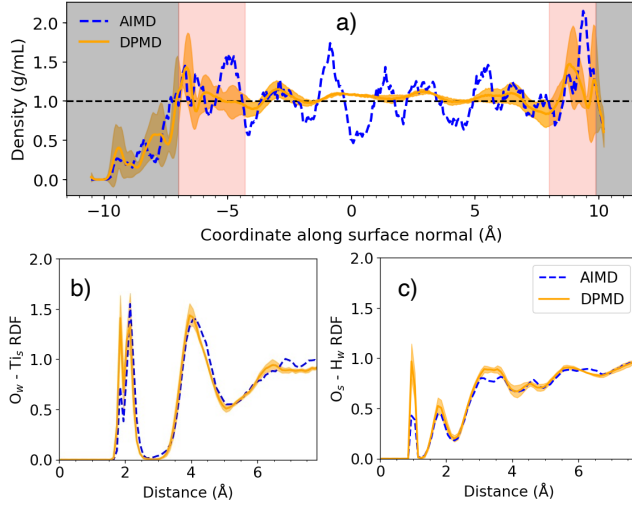 a)
AIMD
DPMD
Density (g/mL)
2.0
1.5
1.0
0.5
0.0
−10 −5 0 5 10
Coordinate along surface normal (Å)
b)
O_w - Ti_s RDF
2.0
1.5
1.0
0.5
0.0
0 2 4 6
Distance (Å)
c)
AIMD
DPMD
O_s - H_w RDF
2.0
1.5
1.0
0.5
0.0
0 2 4 6
Distance (Å)